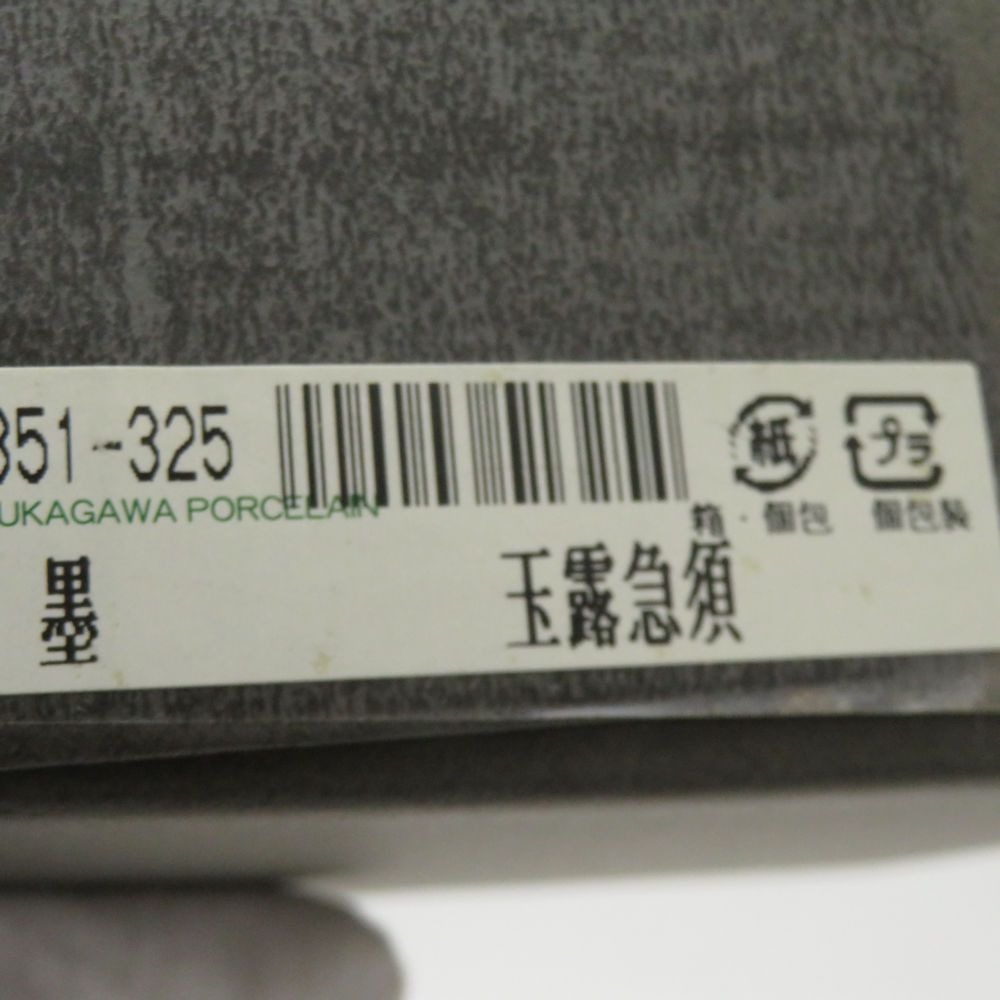 351-325
UKAGAWA PORCELAIN
紙 プラ
箱・個包 個包装
墨 玉露急須